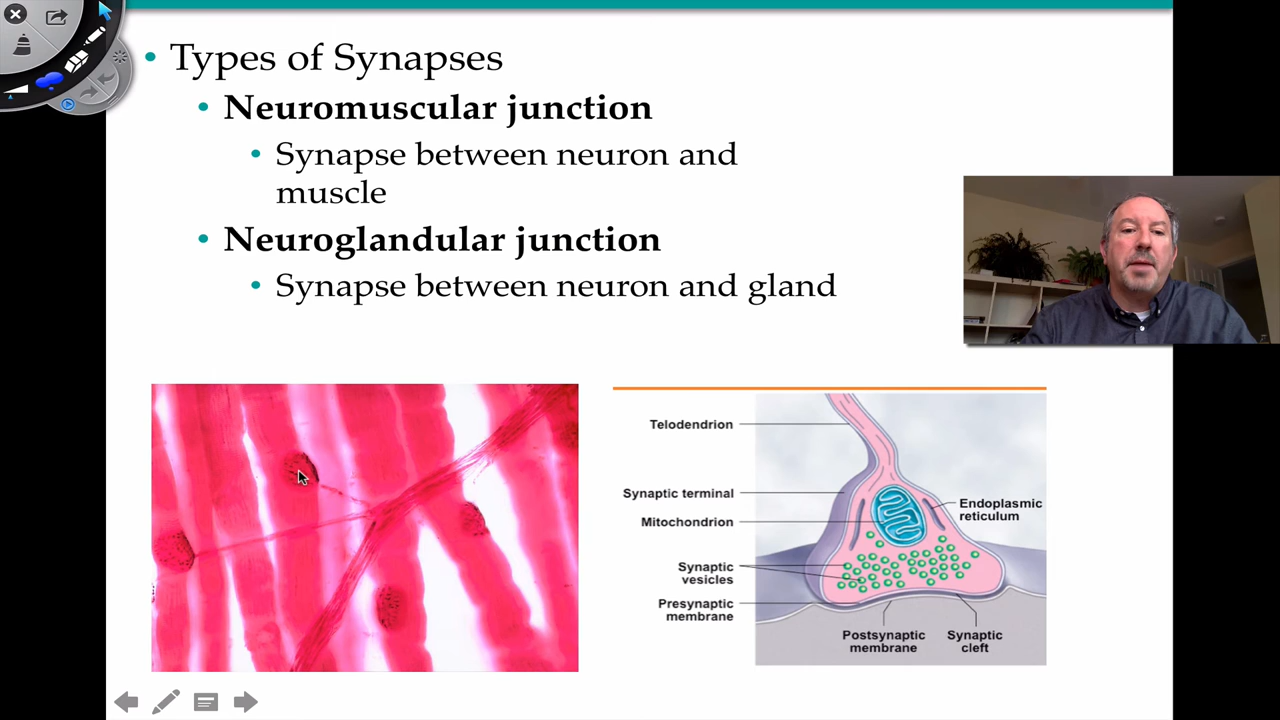 Types of Synapses
Neuromuscular junction
Synapse between neuron and
muscle
Neuroglandular junction
Synapse between neuron and gland
Telodendrion
Synaptic terminal
Mitochondrion
Endoplasmic
reticulum
Synaptic
vesicles
Presynaptic
membrane
Postsynaptic
membrane
Synaptic
cleft